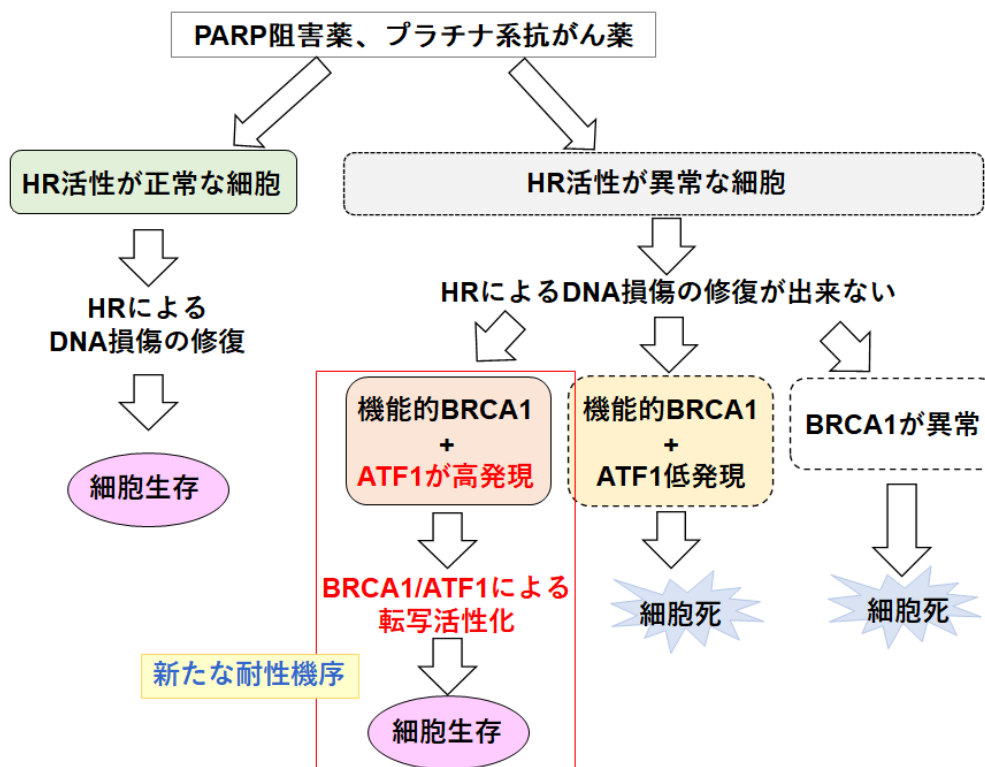 PARP阻害薬、プラチナ系抗がん薬
HR活性が正常な細胞
HR活性が異常な細胞
HRによる
DNA損傷の修復
HRによるDNA損傷の修復が出来ない
細胞生存
機能的BRCA1
+
ATF1が高発現
機能的BRCA1
+
ATF1低発現
BRCA1が異常
BRCA1/ATF1による
転写活性化
細胞死
細胞死
新たな耐性機序
細胞生存